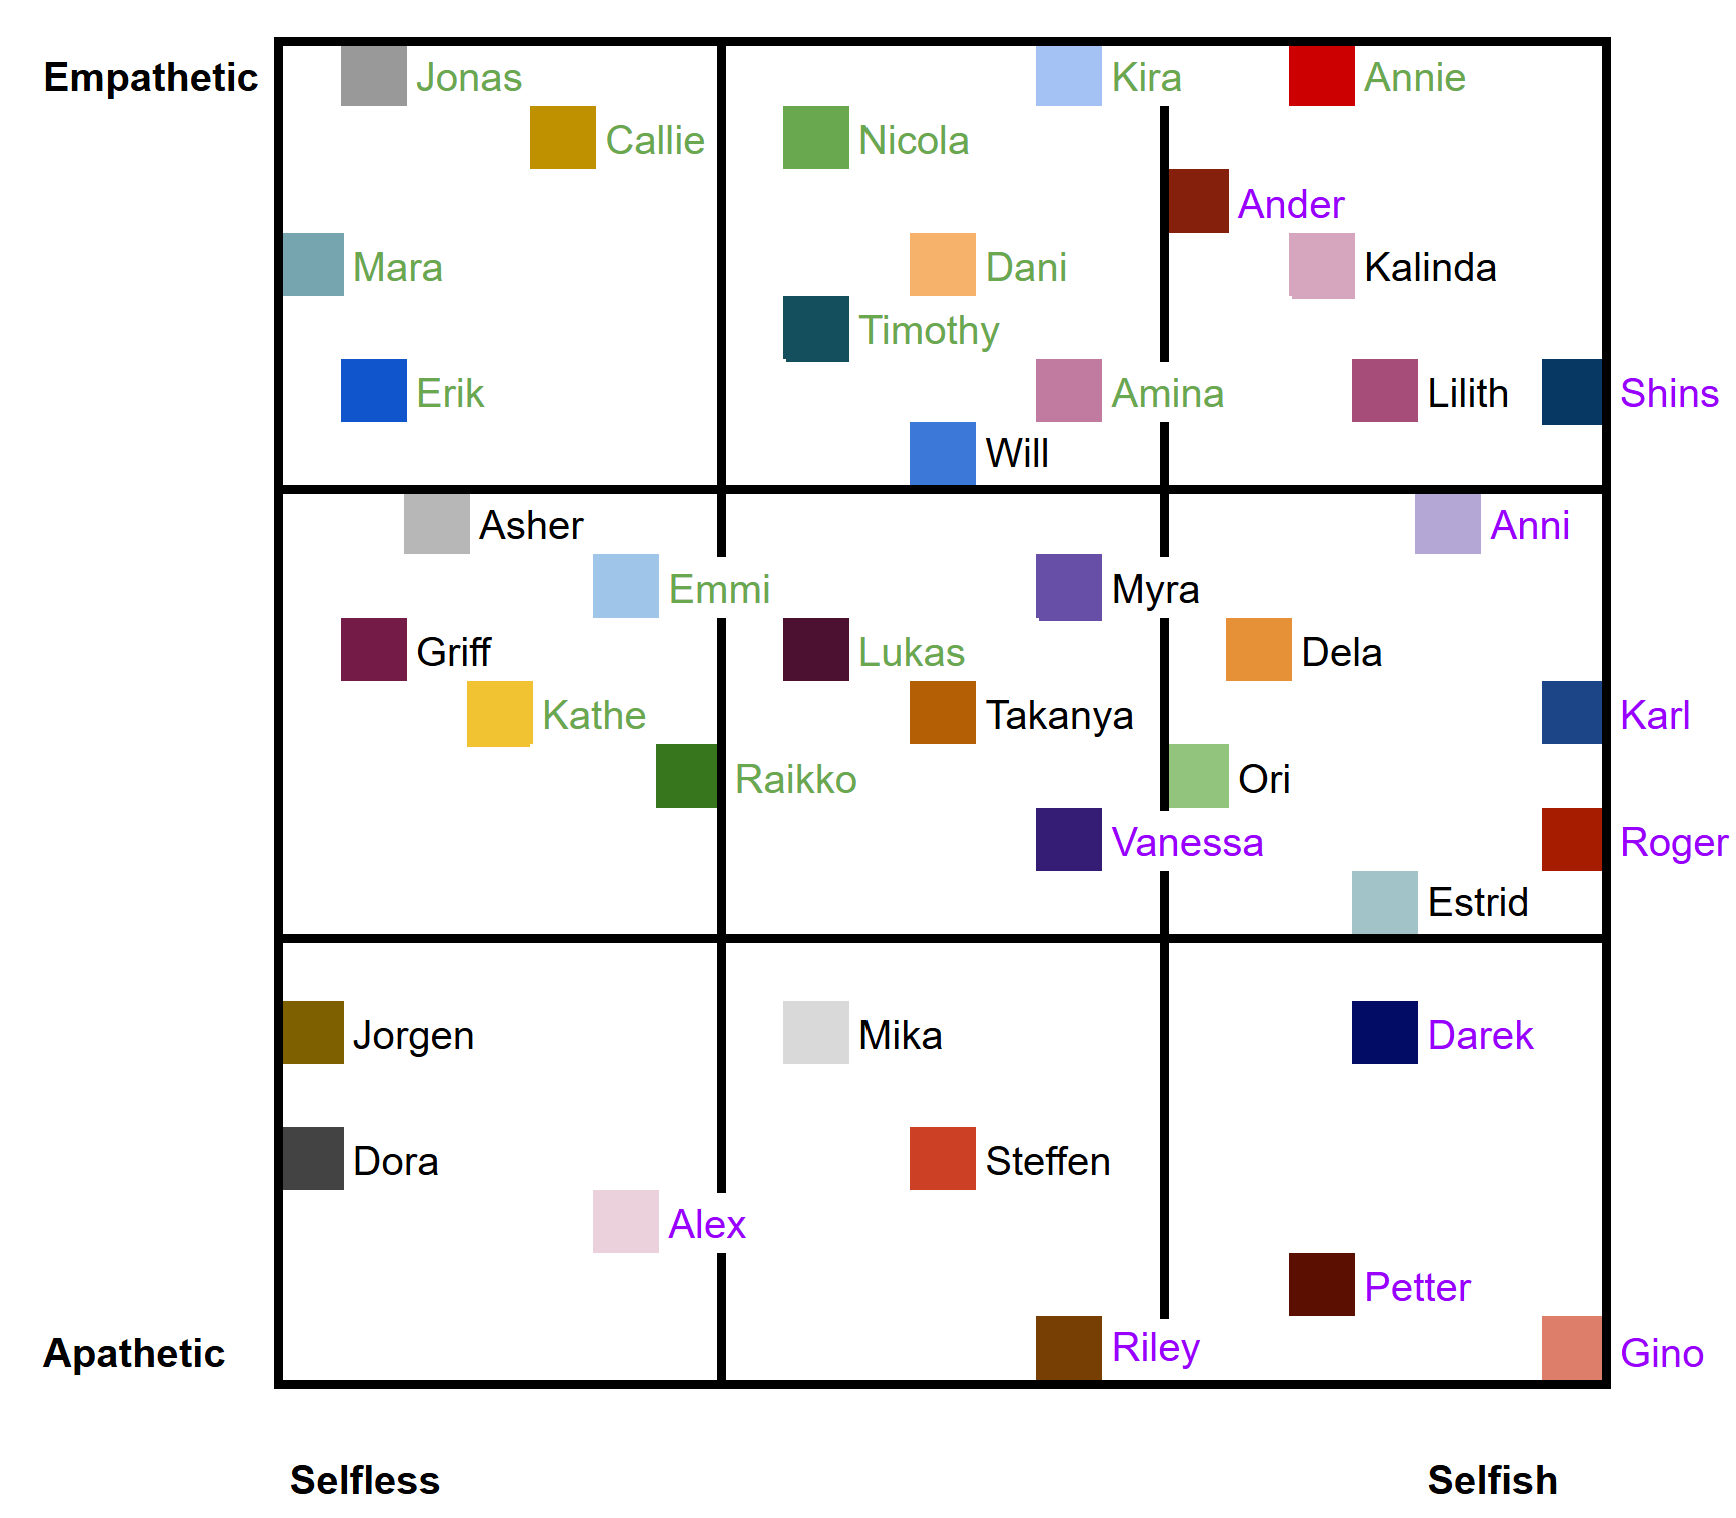 Empathetic
Jonas
Kira
Annie
Callie
Nicola
Ander
Mara
Dani
Kalinda
Timothy
Erik
Amina
Lilith
Shins
Will
Asher
Anni
Emmi
Myra
Griff
Lukas
Dela
Kathe
Takanya
Karl
Raikko
Ori
Vanessa
Roger
Estrid
Jorgen
Mika
Darek
Dora
Steffen
Alex
Petter
Riley
Apathetic
Gino
Selfless
Selfish